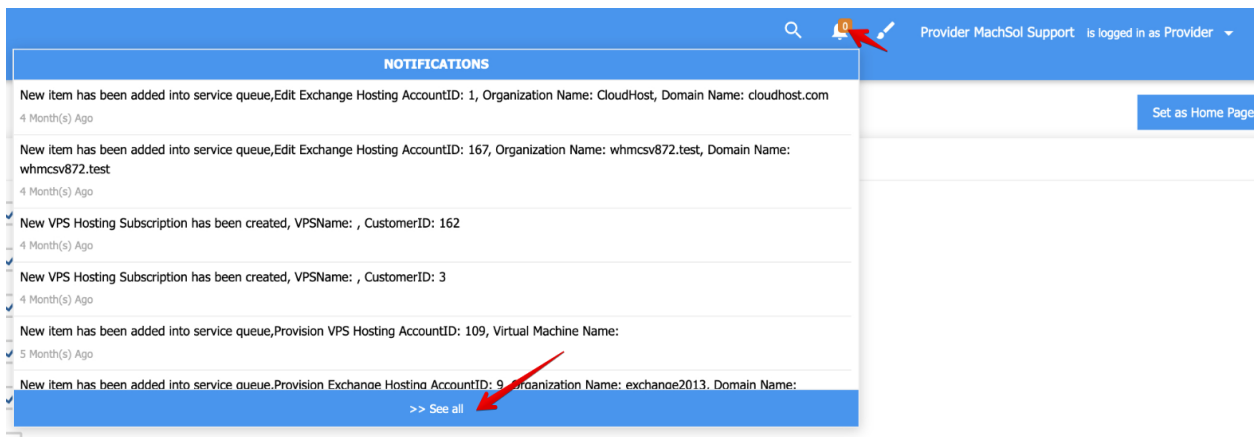 0
Provider MachSol Support is logged in as Provider
NOTIFICATIONS
New item has been added into service queue,Edit Exchange Hosting AccountID: 1, Organization Name: CloudHost, Domain Name: cloudhost.com
4 Month(s) Ago
Set as Home Page
New item has been added into service queue,Edit Exchange Hosting AccountID: 167, Organization Name: whmcsv872.test, Domain Name:
whmcsv872.test
4 Month(s) Ago
New VPS Hosting Subscription has been created, VPSName: , CustomerID: 162
4 Month(s) Ago
New VPS Hosting Subscription has been created, VPSName: , CustomerID: 3
4 Month(s) Ago
New item has been added into service queue,Provision VPS Hosting AccountID: 109, Virtual Machine Name:
5 Month(s) Ago
New item has been added into service queue,Provision Exchange Hosting AccountID: 9, Organization Name: exchange2013, Domain Name:
>> See all